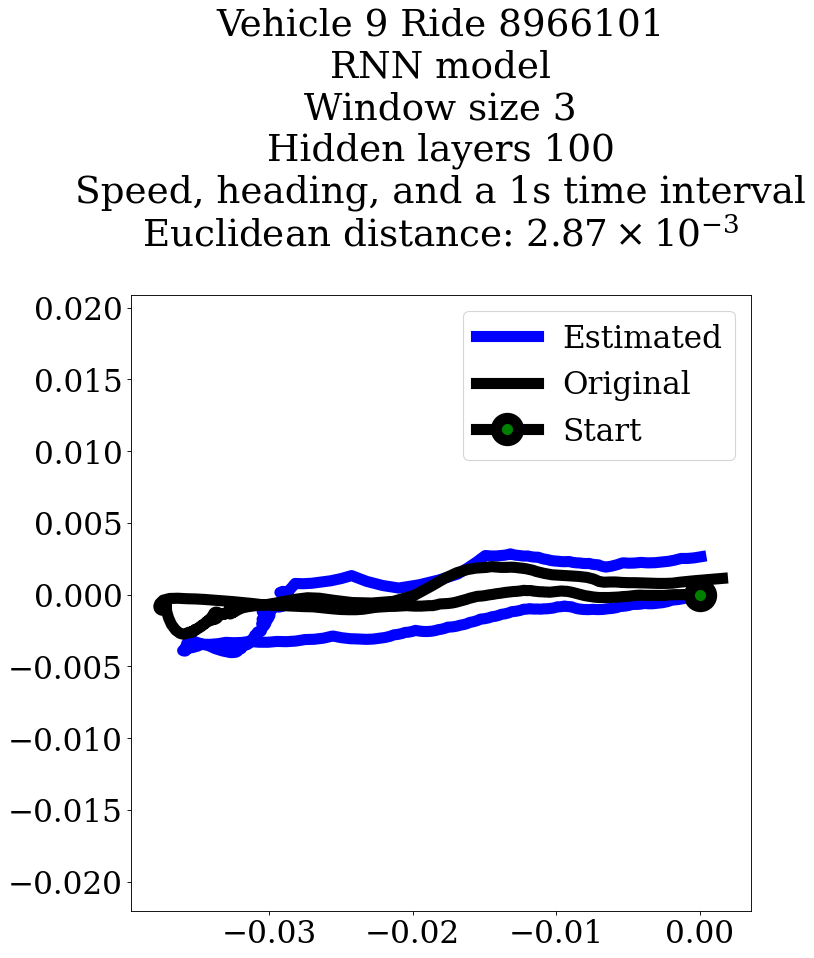 Vehicle 9 Ride 8966101
RNN model
Window size 3
Hidden layers 100
Speed, heading, and a 1s time interval
Euclidean distance: 2.87 × 10⁻³
Estimated
Original
Start
0.020
0.015
0.010
0.005
0.000
−0.005
−0.010
−0.015
−0.020
−0.03 −0.02 −0.01 0.00